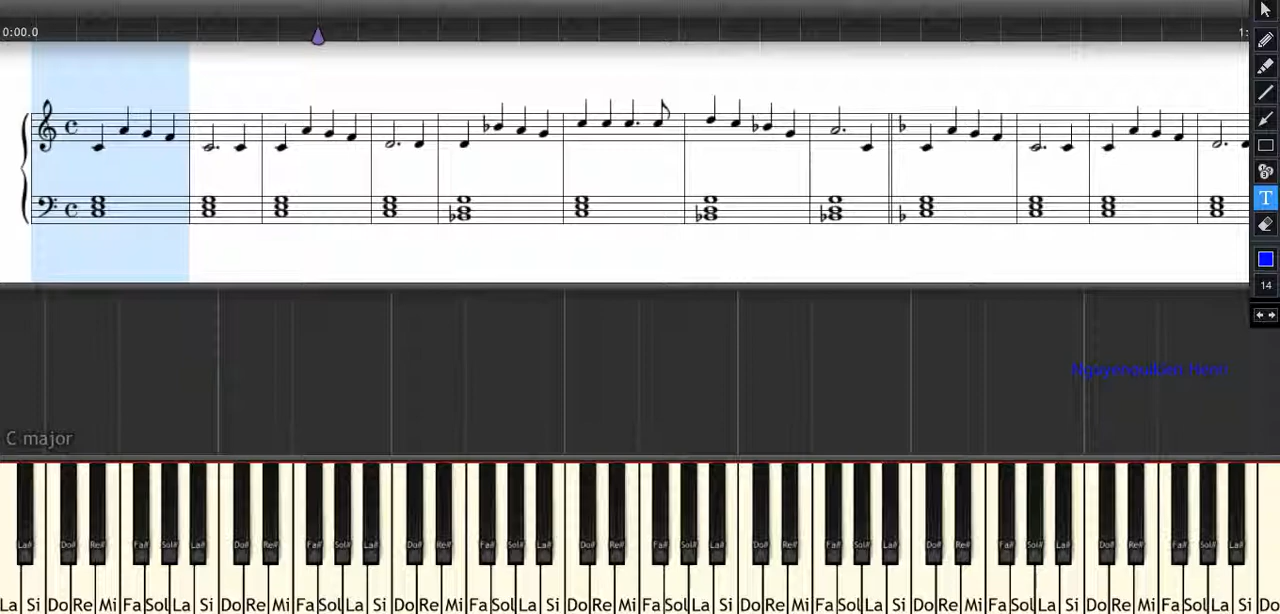 0:00.0
1:
T
14
C major
La# Do# Re# Fa# Sol# La# Do# Re# Fa# Sol# La# Do# Re# Fa# Sol# La# Do# Re# Fa# Sol# La# Do# Re# Fa# Sol# La# Do# Re# Fa# Sol# La# Do# Re# Fa# Sol# La#
La Si Do Re Mi Fa Sol La Si Do Re Mi Fa Sol La Si Do Re Mi Fa Sol La Si Do Re Mi Fa Sol La Si Do Re Mi Fa Sol La Si Do Re Mi Fa Sol La Si Do Re Mi Fa Sol La Si Do